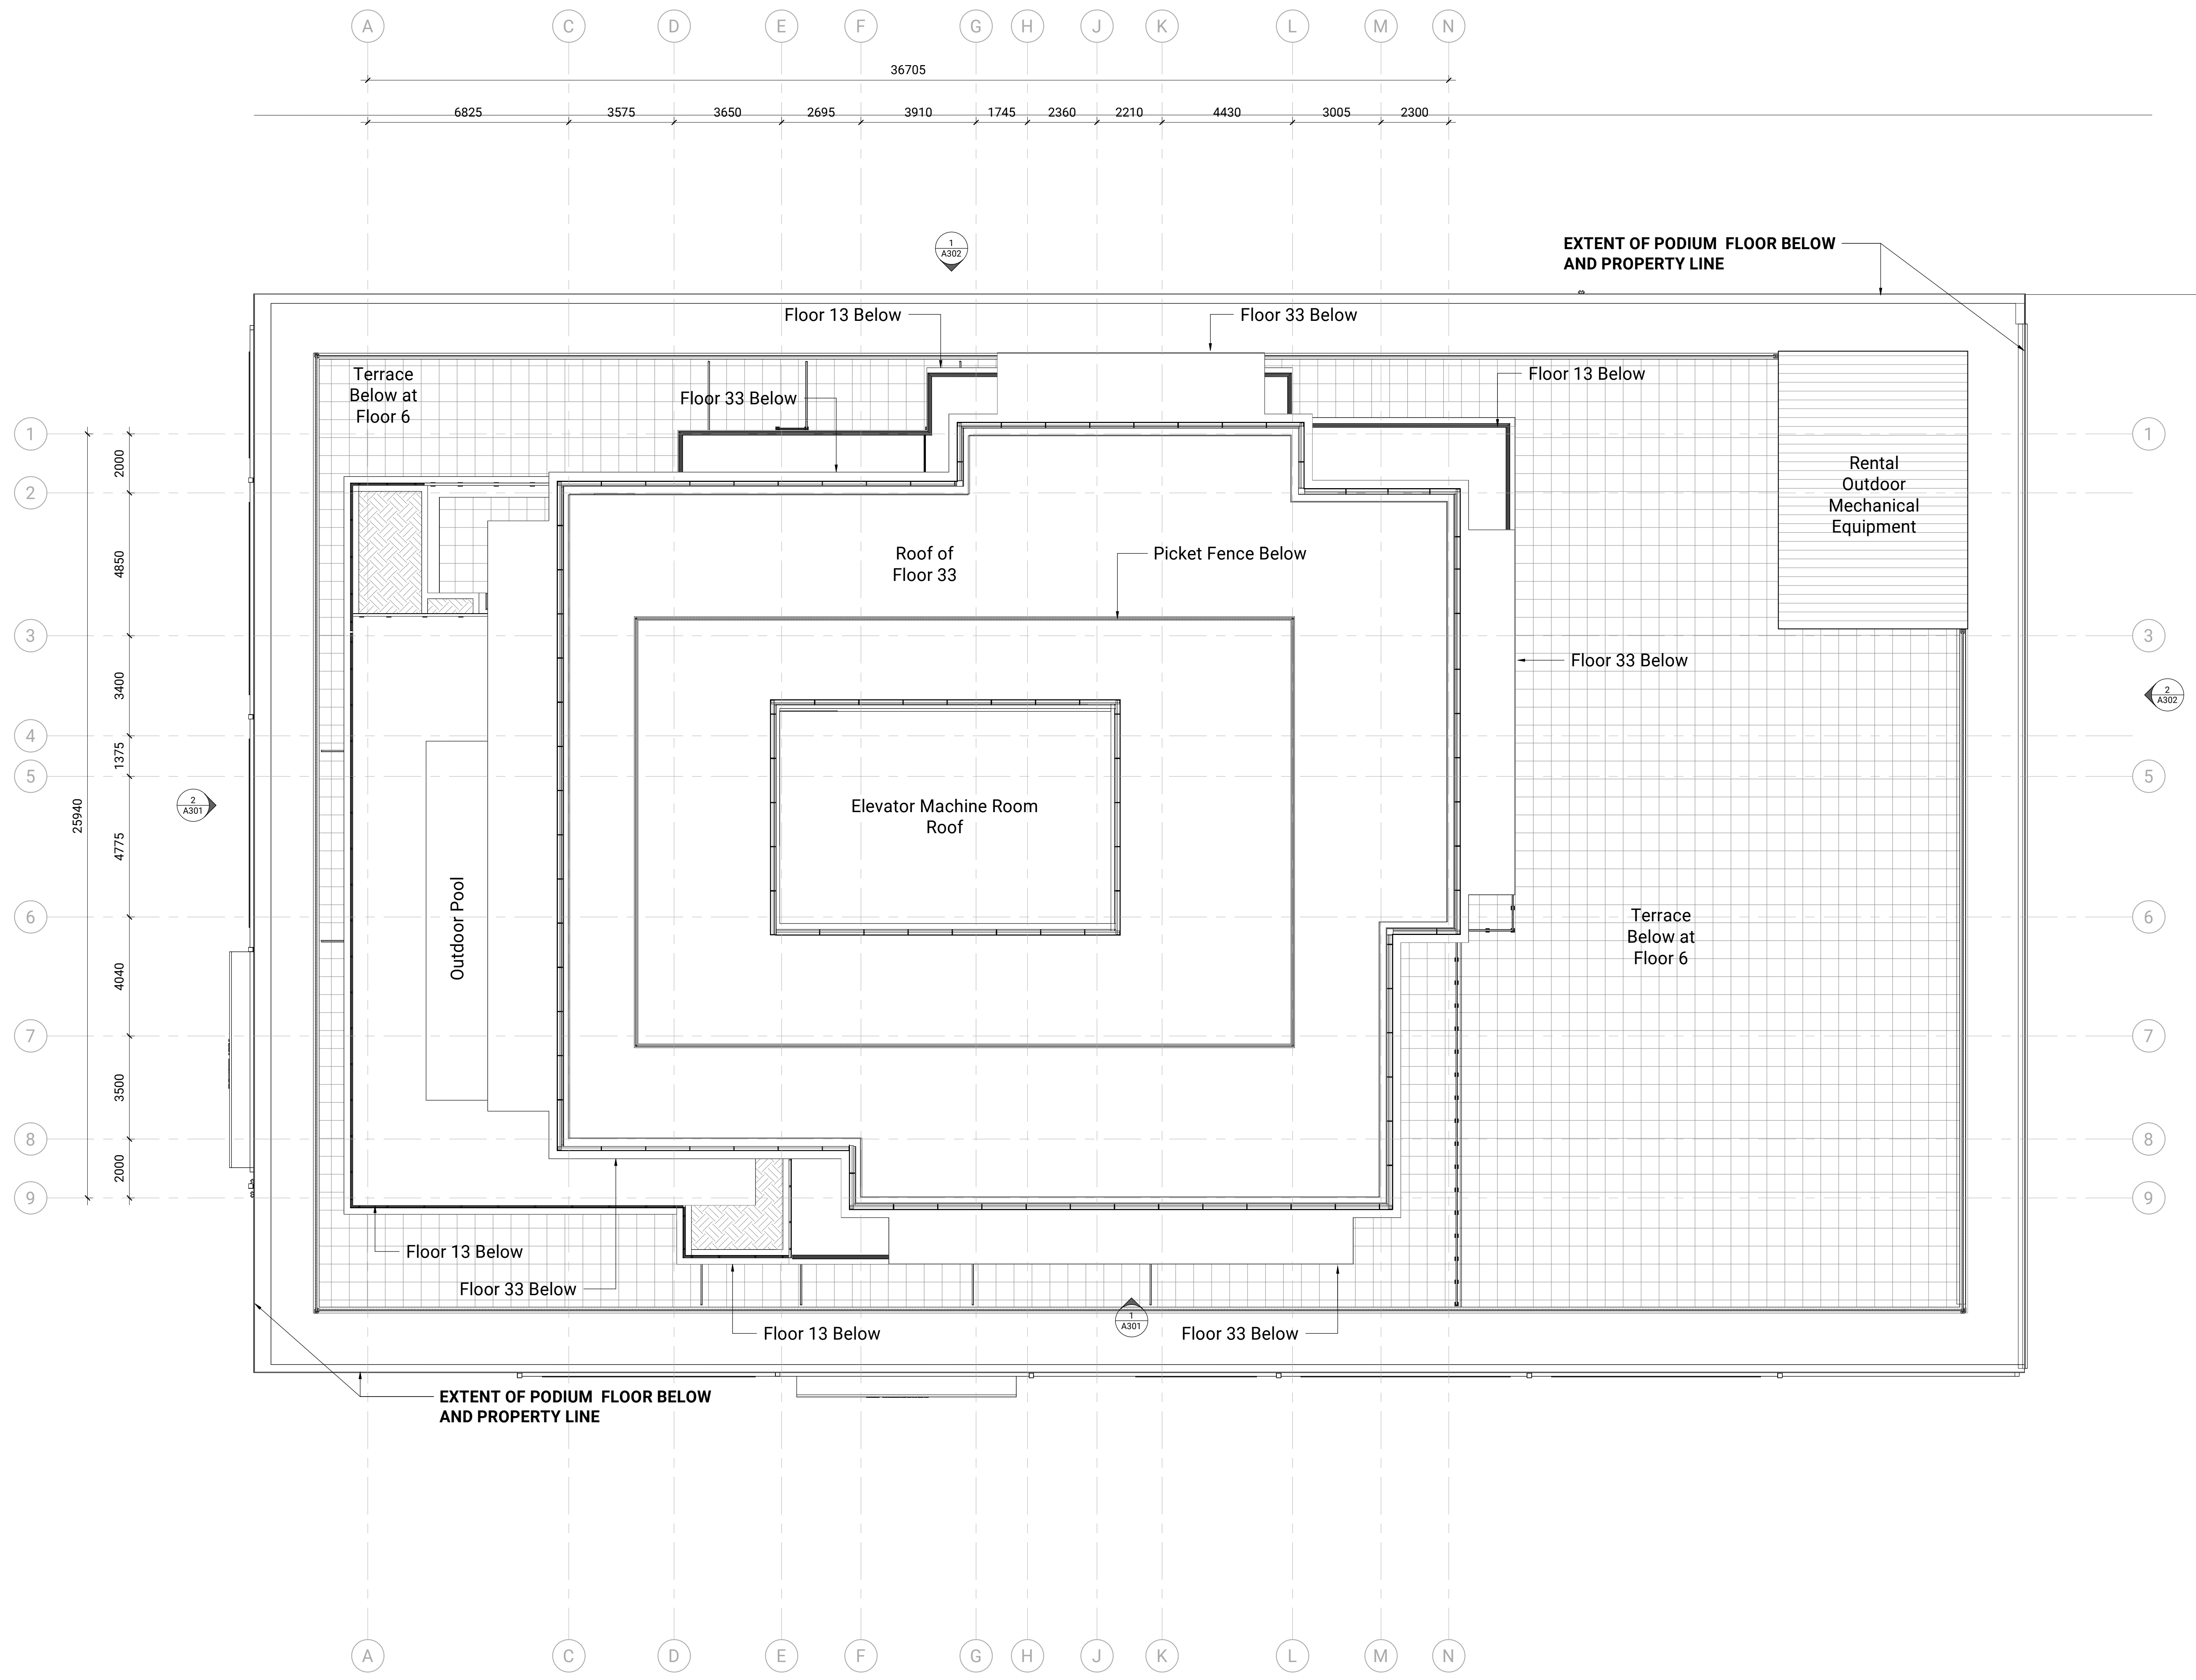 A C D E F G H J K L M N
36705
6825 3575 3650 2695 3910 1745 2360 2210 4430 3005 2300
1
A302
EXTENT OF PODIUM FLOOR BELOW
AND PROPERTY LINE
Floor 13 Below
Floor 33 Below
Terrace
Below at
Floor 6
Floor 33 Below
Floor 13 Below
1
1
2000
2
Rental
Outdoor
Mechanical
Equipment
4850
Roof of
Floor 33
Picket Fence Below
3
3
Floor 33 Below
3400
2
A302
4
1375
5
5
25940
2
A301
Elevator Machine Room
Roof
4775
Outdoor Pool
6
6
Terrace
Below at
Floor 6
4040
7
7
3500
8
8
2000
9
9
Floor 13 Below
Floor 33 Below
Floor 13 Below
1
A301
Floor 33 Below
EXTENT OF PODIUM FLOOR BELOW
AND PROPERTY LINE
A C D E F G H J K L M N